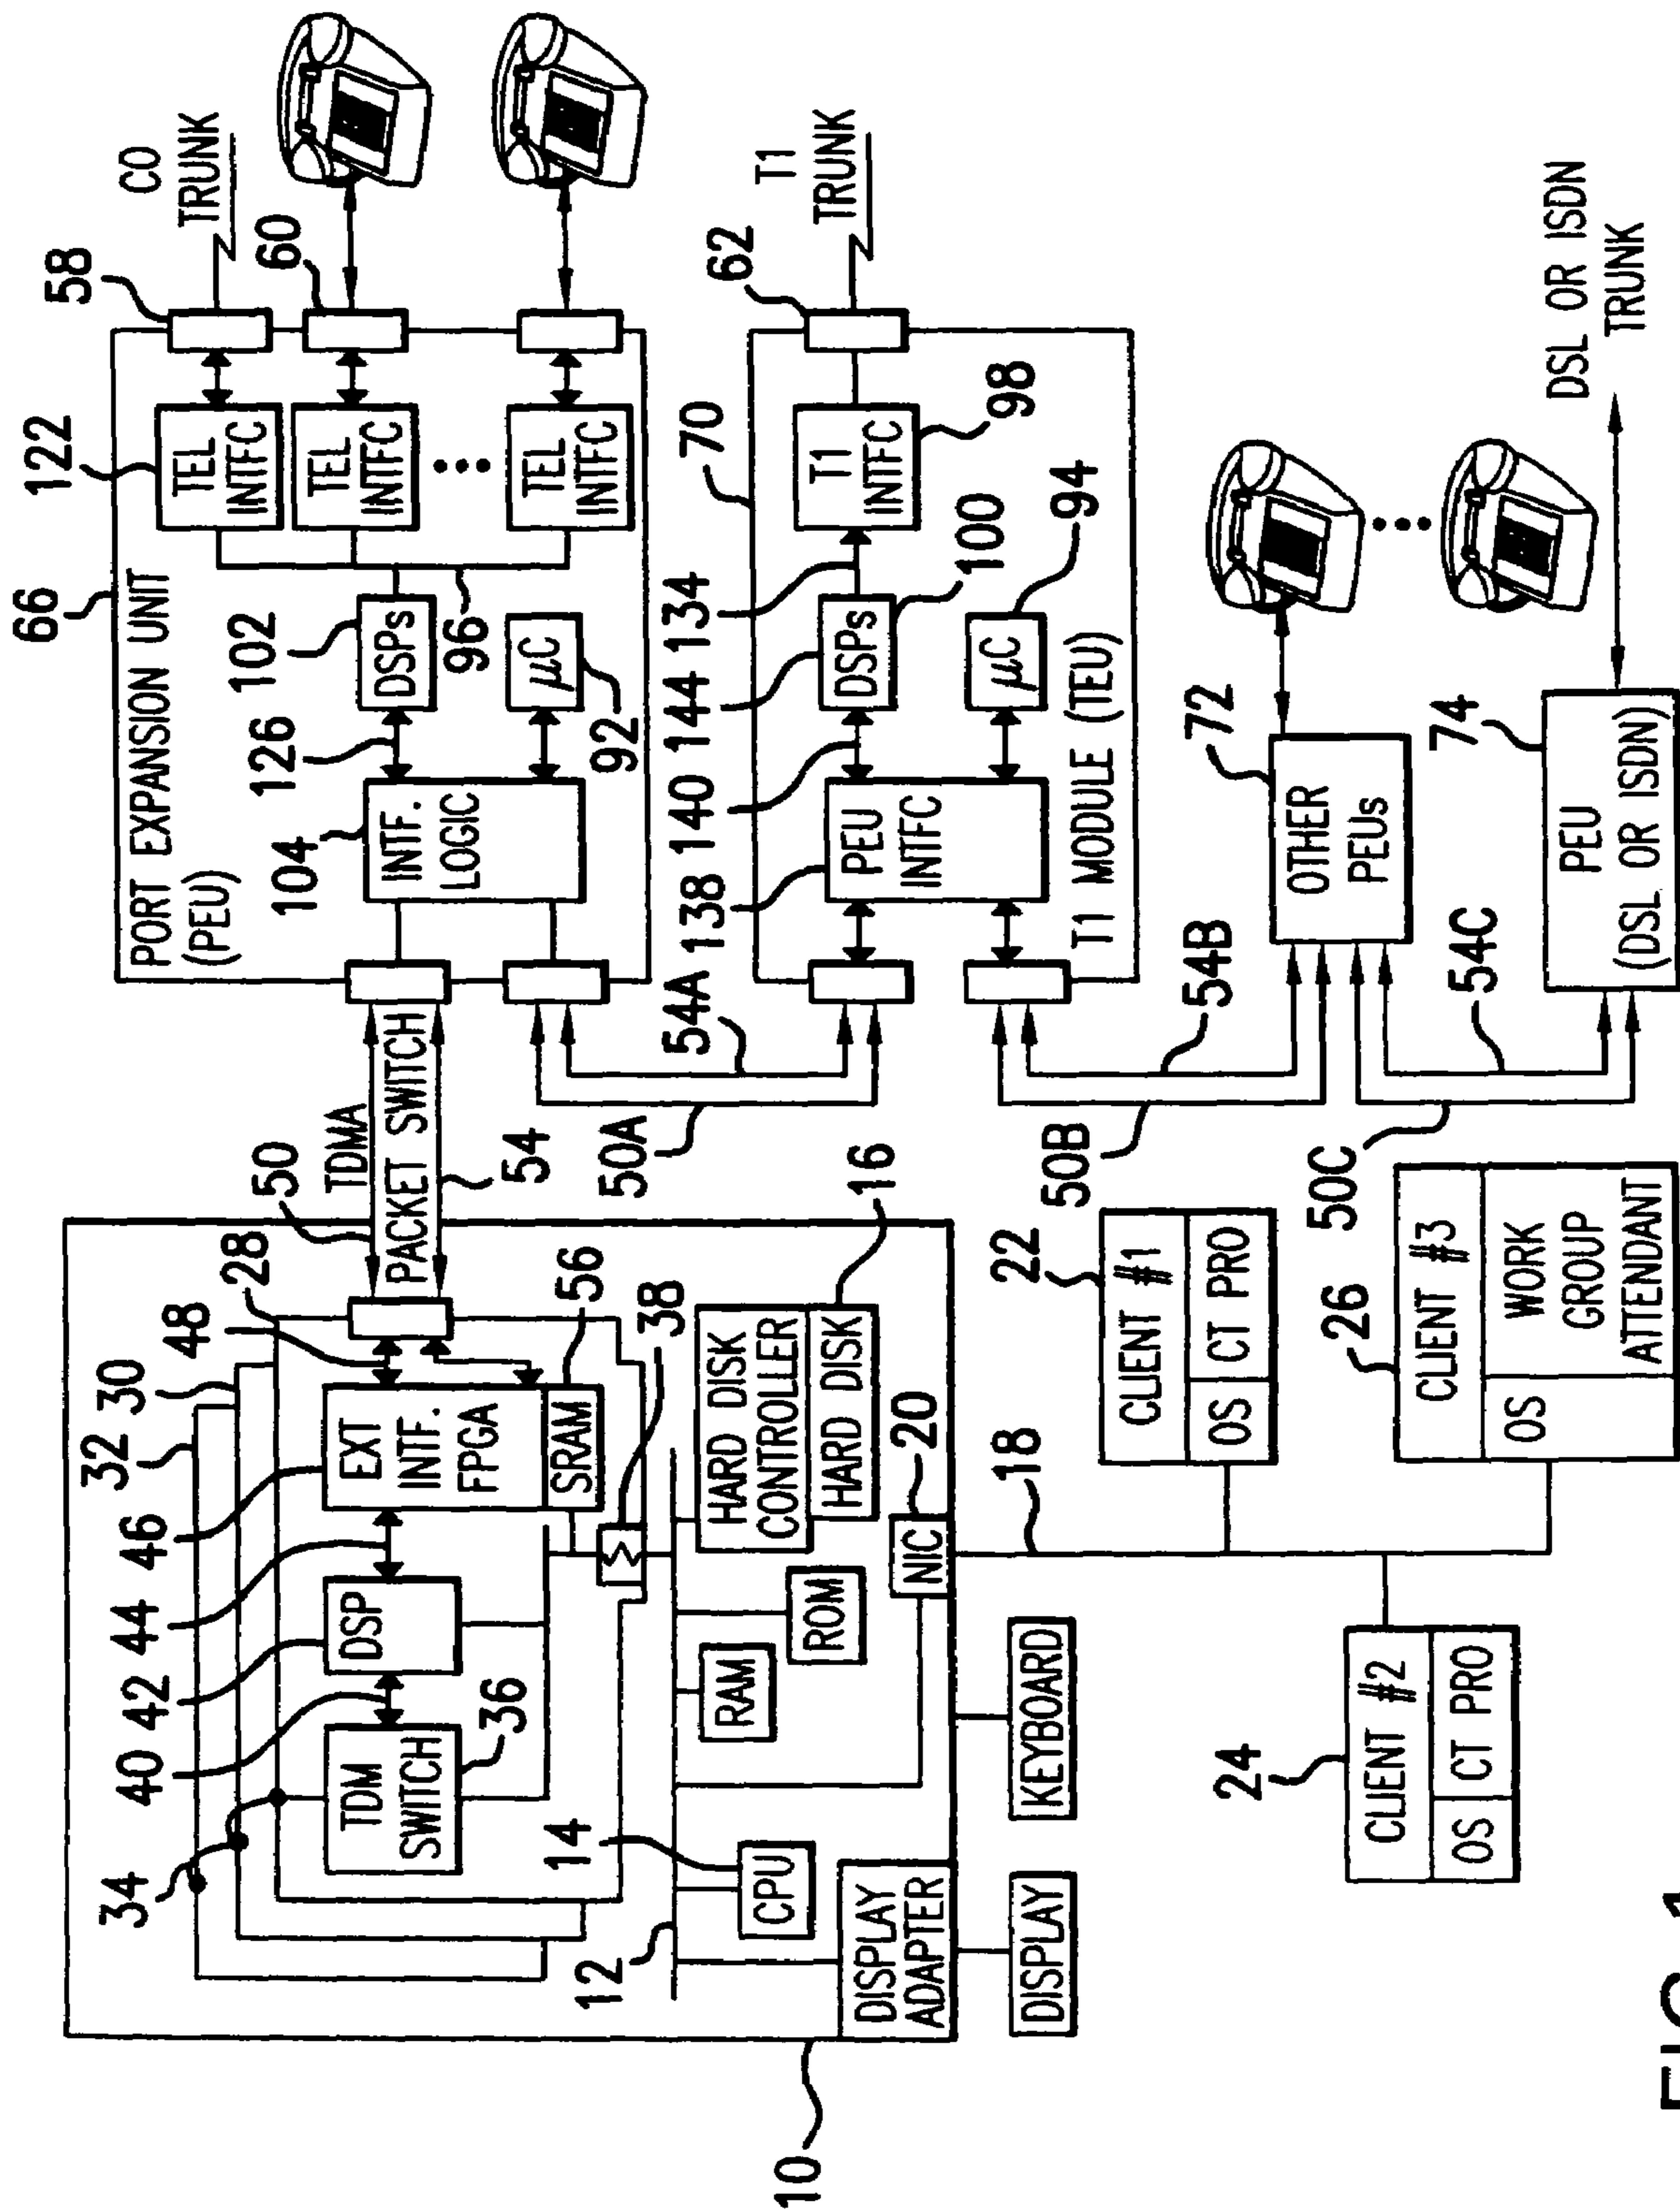 66
PORT EXPANSION UNIT
(PEU)
122
58
CO
TRUNK
TEL
INTFC
60
TEL
INTFC
TEL
INTFC
102
126
DSPs
96
µC
92
104
INTF.
LOGIC
50
TDMA
PACKET SWITCH
54
34
32
30
28
48
40
42
44
46
TDM
SWITCH
36
DSP
EXT
INTF.
FPGA
SRAM
56
38
12
14
CPU
RAM
ROM
HARD DISK
CONTROLLER
HARD DISK
16
DISPLAY
ADAPTER
NIC
20
10
DISPLAY
KEYBOARD
18
50A
54A
138
140
144
134
70
62
T1
TRUNK
PEU
INTFC
DSPs
100
T1
INTFC
98
µC
94
T1 MODULE (TEU)
50B
54B
72
OTHER
PEUs
50C
54C
74
PEU
(DSL OR ISDN)
DSL OR ISDN
TRUNK
22
CLIENT #1
OS
CT PRO
24
CLIENT #2
OS
CT PRO
26
CLIENT #3
OS
WORK
GROUP
ATTENDANT